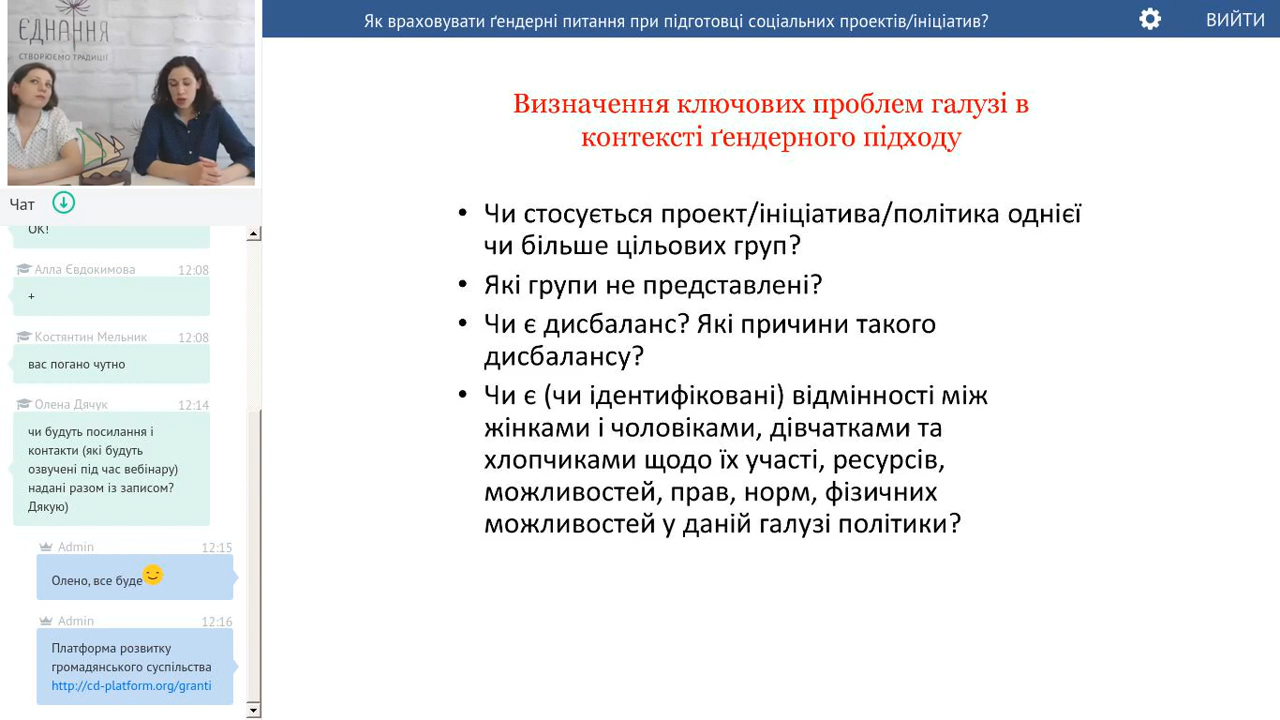 ЄДНАННЯ
СТВОРЮЄМО ТРАДИЦІЇ
Як враховувати ґендерні питання при підготовці соціальних проектів/ініціатив?
ВИЙТИ
Чат
ОК!
Алла Євдокимова 12:08
+
Костянтин Мельник 12:08
вас погано чутно
Олена Дячук 12:14
чи будуть посилання і
контакти (які будуть
озвучені під час вебінару)
надані разом із записом?
Дякую)
Admin 12:15
Олено, все буде
Admin 12:16
Платформа розвитку
громадянського суспільства
http://cd-platform.org/granti
Визначення ключових проблем галузі в
контексті ґендерного підходу
• Чи стосується проект/ініціатива/політика однієї
чи більше цільових груп?
• Які групи не представлені?
• Чи є дисбаланс? Які причини такого
дисбалансу?
• Чи є (чи ідентифіковані) відмінності між
жінками і чоловіками, дівчатками та
хлопчиками щодо їх участі, ресурсів,
можливостей, прав, норм, фізичних
можливостей у даній галузі політики?